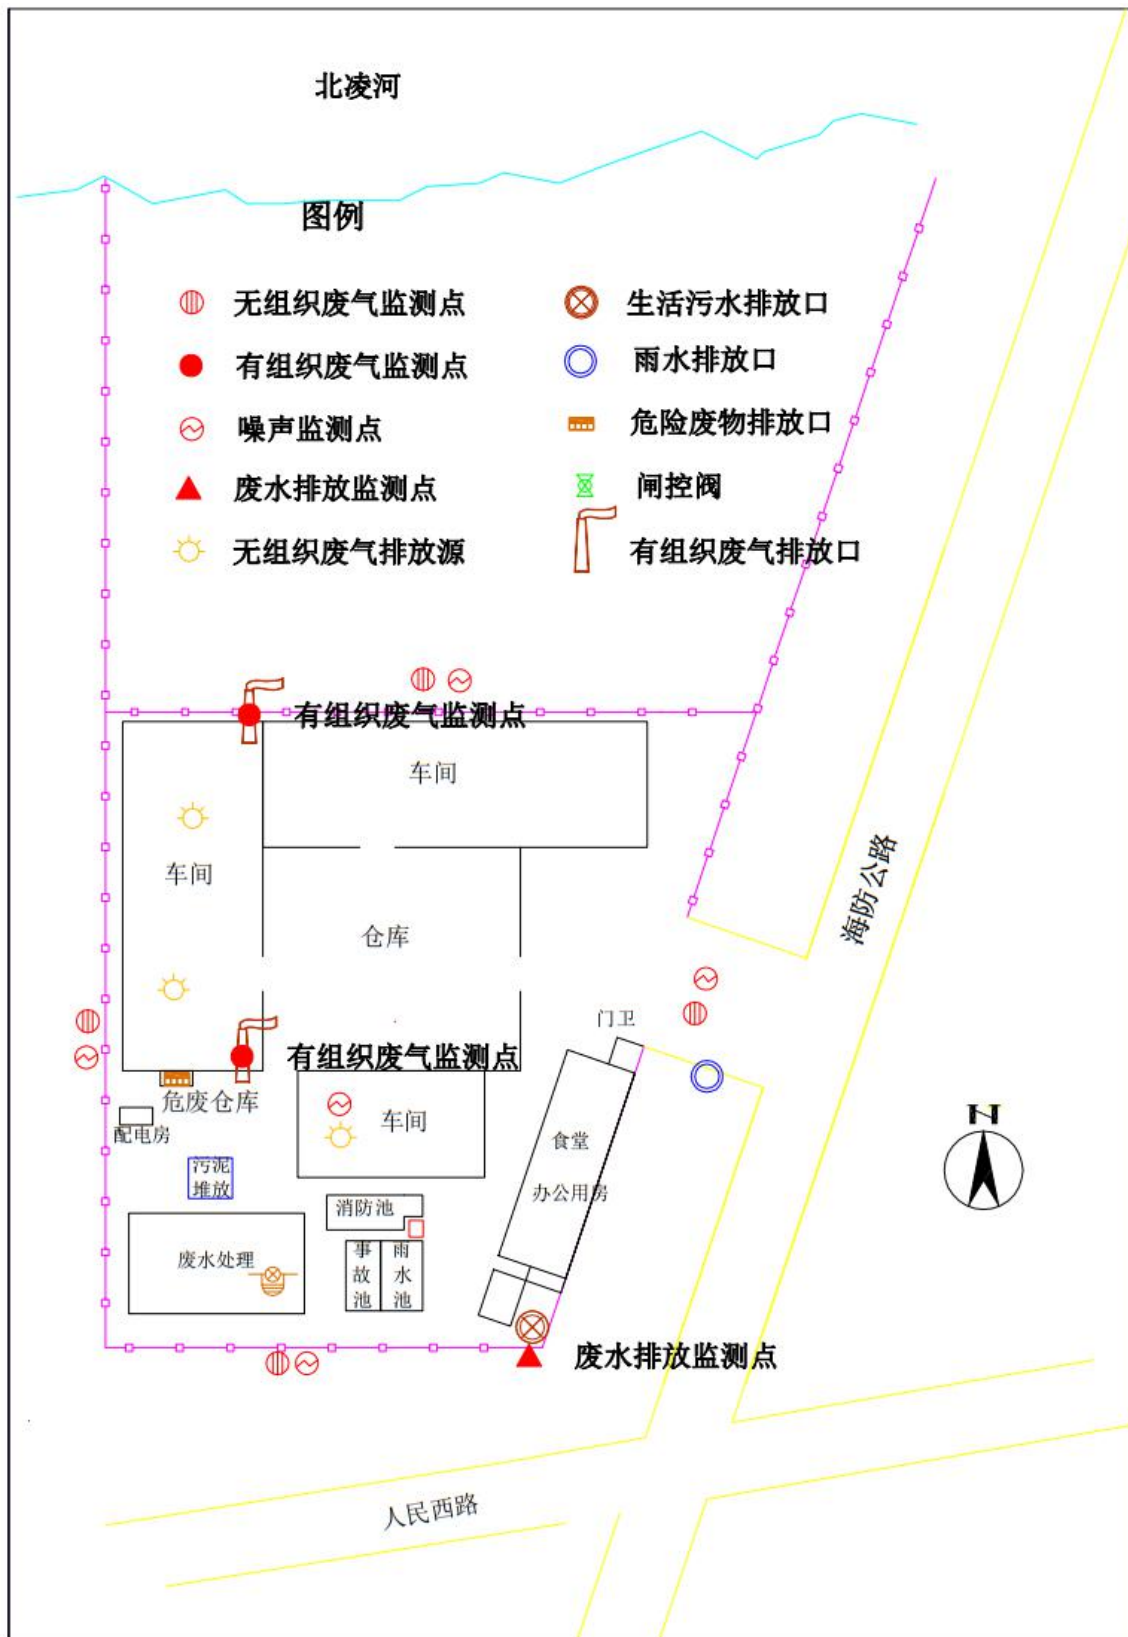 北凌河
图例
无组织废气监测点
生活污水排放口
有组织废气监测点
雨水排放口
噪声监测点
危险废物排放口
废水排放监测点
闸控阀
无组织废气排放源
有组织废气排放口
有组织废气监测点
车间
车间
海防公路
仓库
门卫
有组织废气监测点
危废仓库
车间
N
配电房
食堂
污泥
堆放
办公用房
消防池
废水处理
事故池
雨水池
废水排放监测点
人民西路